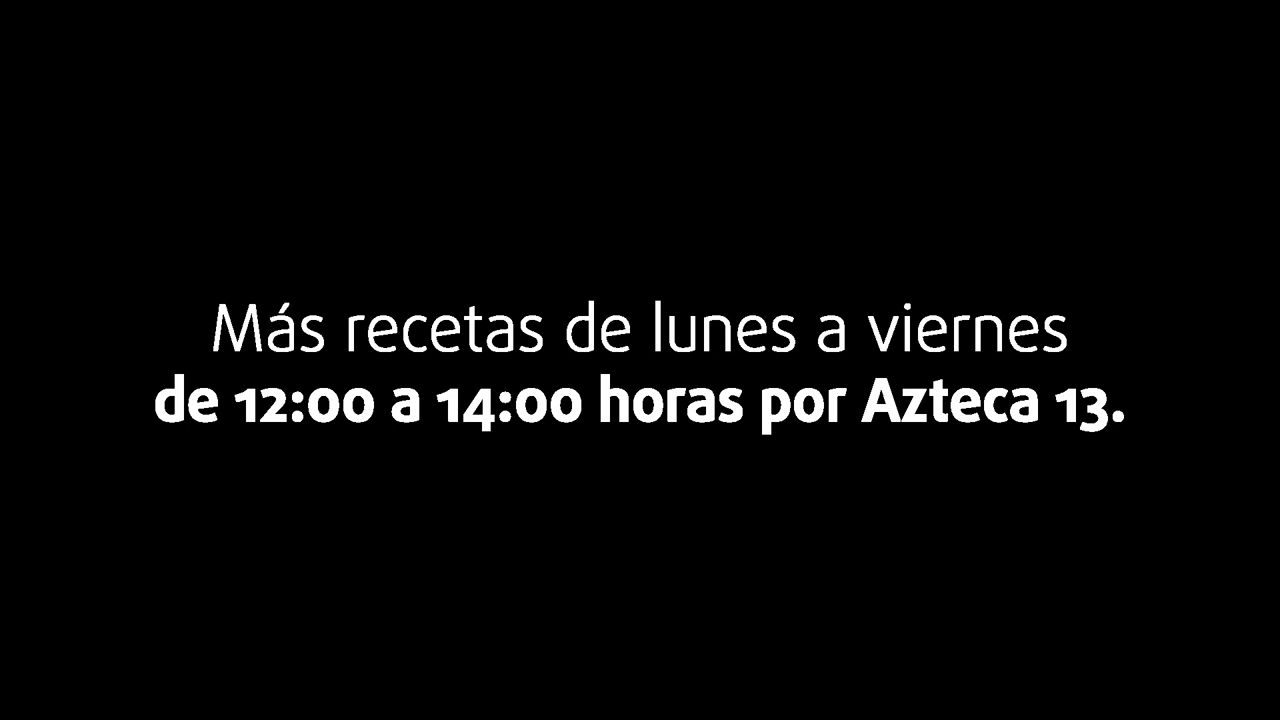 Más recetas de lunes a viernes
de 12:00 a 14:00 horas por Azteca 13.